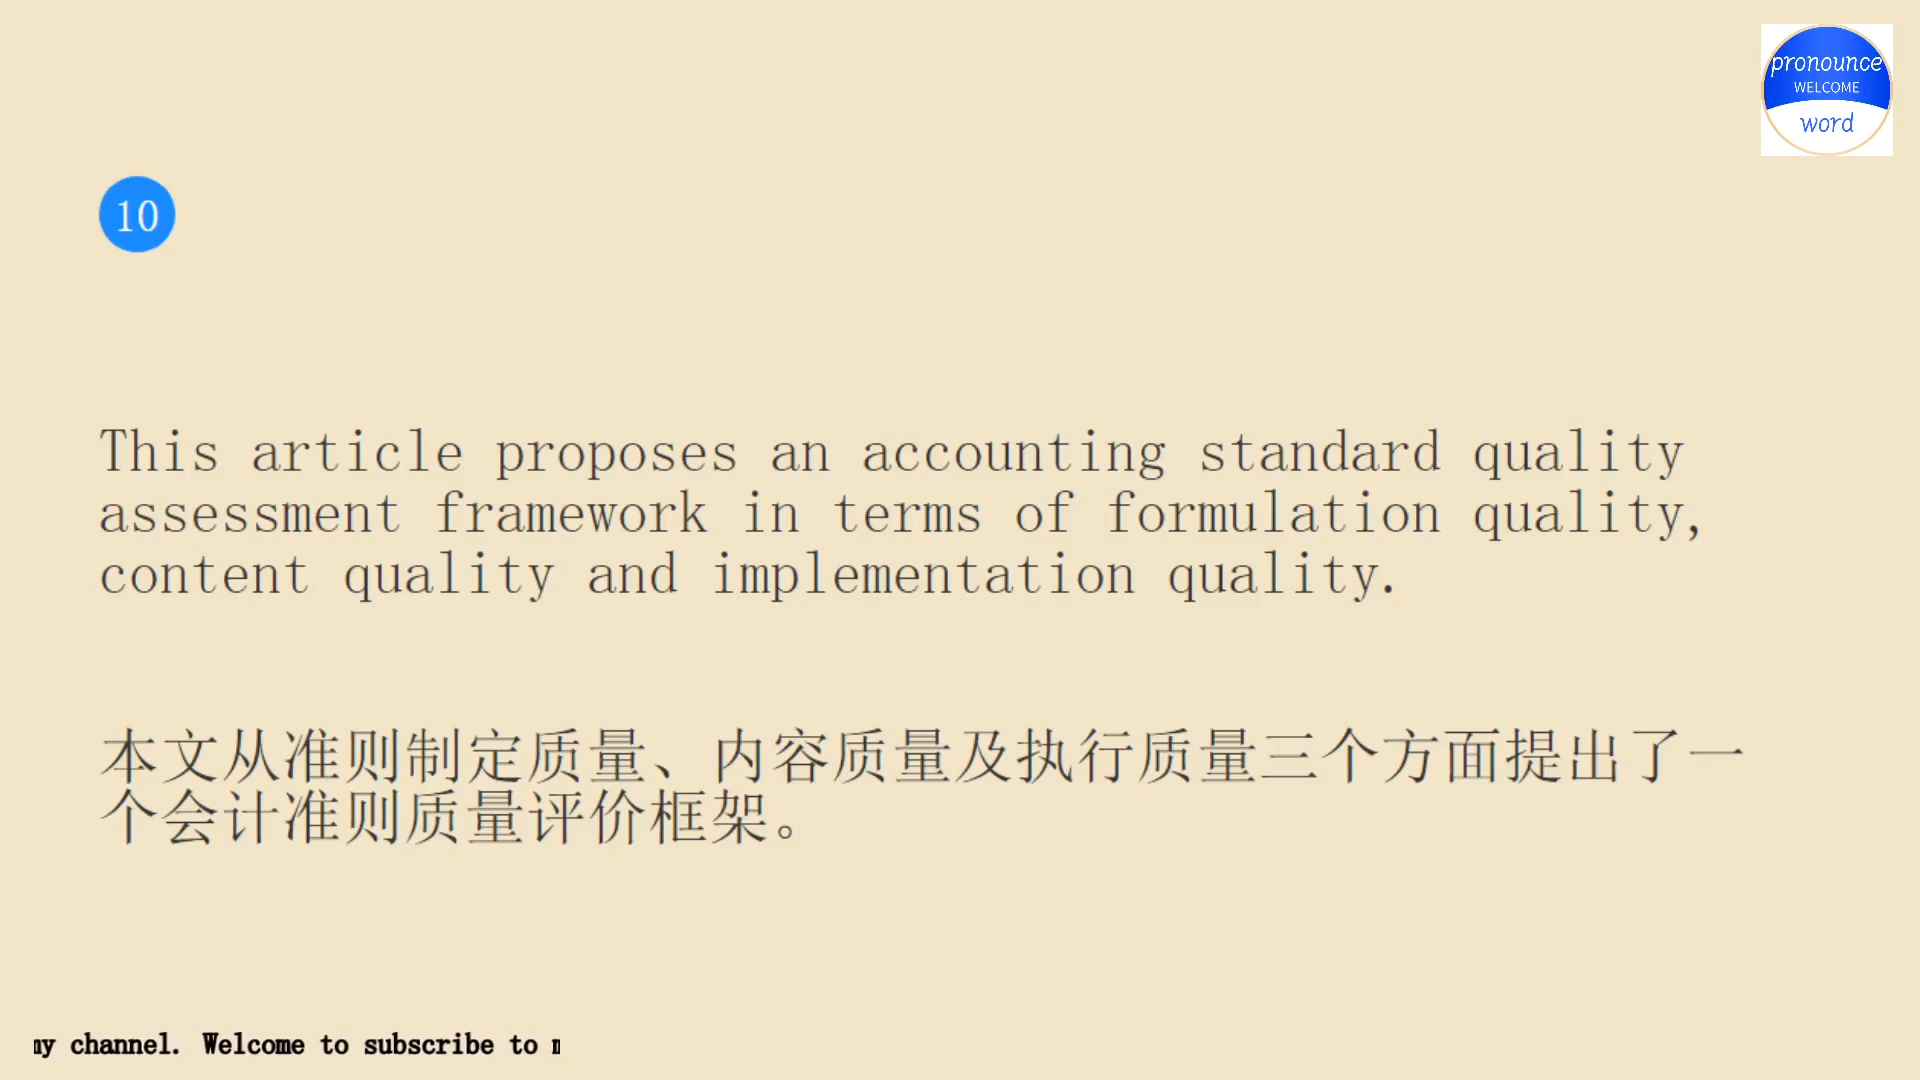 pronounce
WELCOME
word
10
This article proposes an accounting standard quality
assessment framework in terms of formulation quality,
content quality and implementation quality.
本文从准则制定质量、内容质量及执行质量三个方面提出了一
个会计准则质量评价框架。
my channel. Welcome to subscribe to